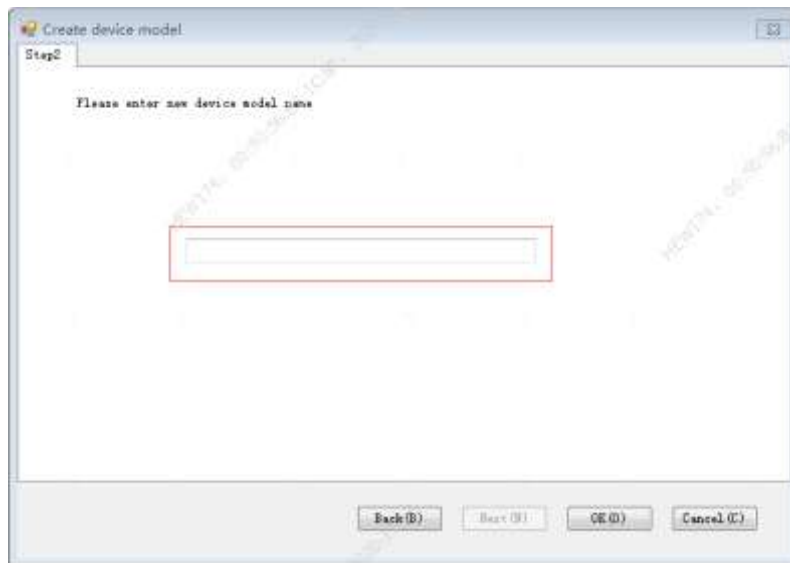 Create device model
Step2
Please enter new device model name
Back(B)
Next(N)
OK(O)
Cancel(C)